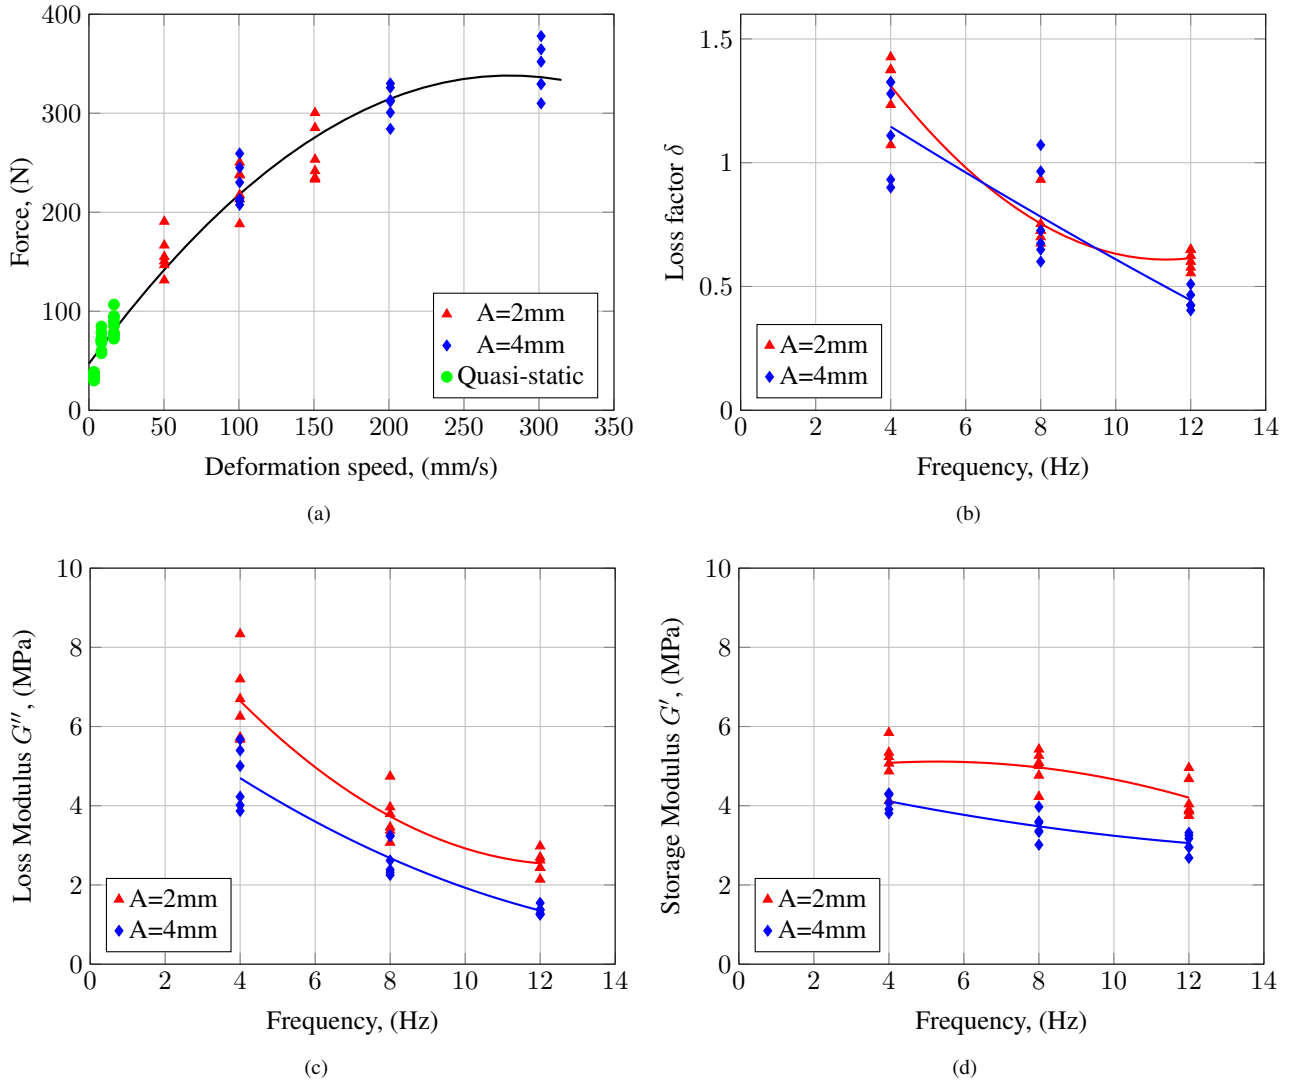 400
300
200
100
0
Force, (N)
A=2mm
A=4mm
Quasi-static
0 50 100 150 200 250 300 350
Deformation speed, (mm/s)
(a)
1.5
1
0.5
0
Loss factor δ
A=2mm
A=4mm
0 2 4 6 8 10 12 14
Frequency, (Hz)
(b)
10
8
6
4
2
0
Loss Modulus G″, (MPa)
A=2mm
A=4mm
0 2 4 6 8 10 12 14
Frequency, (Hz)
(c)
10
8
6
4
2
0
Storage Modulus G′, (MPa)
A=2mm
A=4mm
0 2 4 6 8 10 12 14
Frequency, (Hz)
(d)